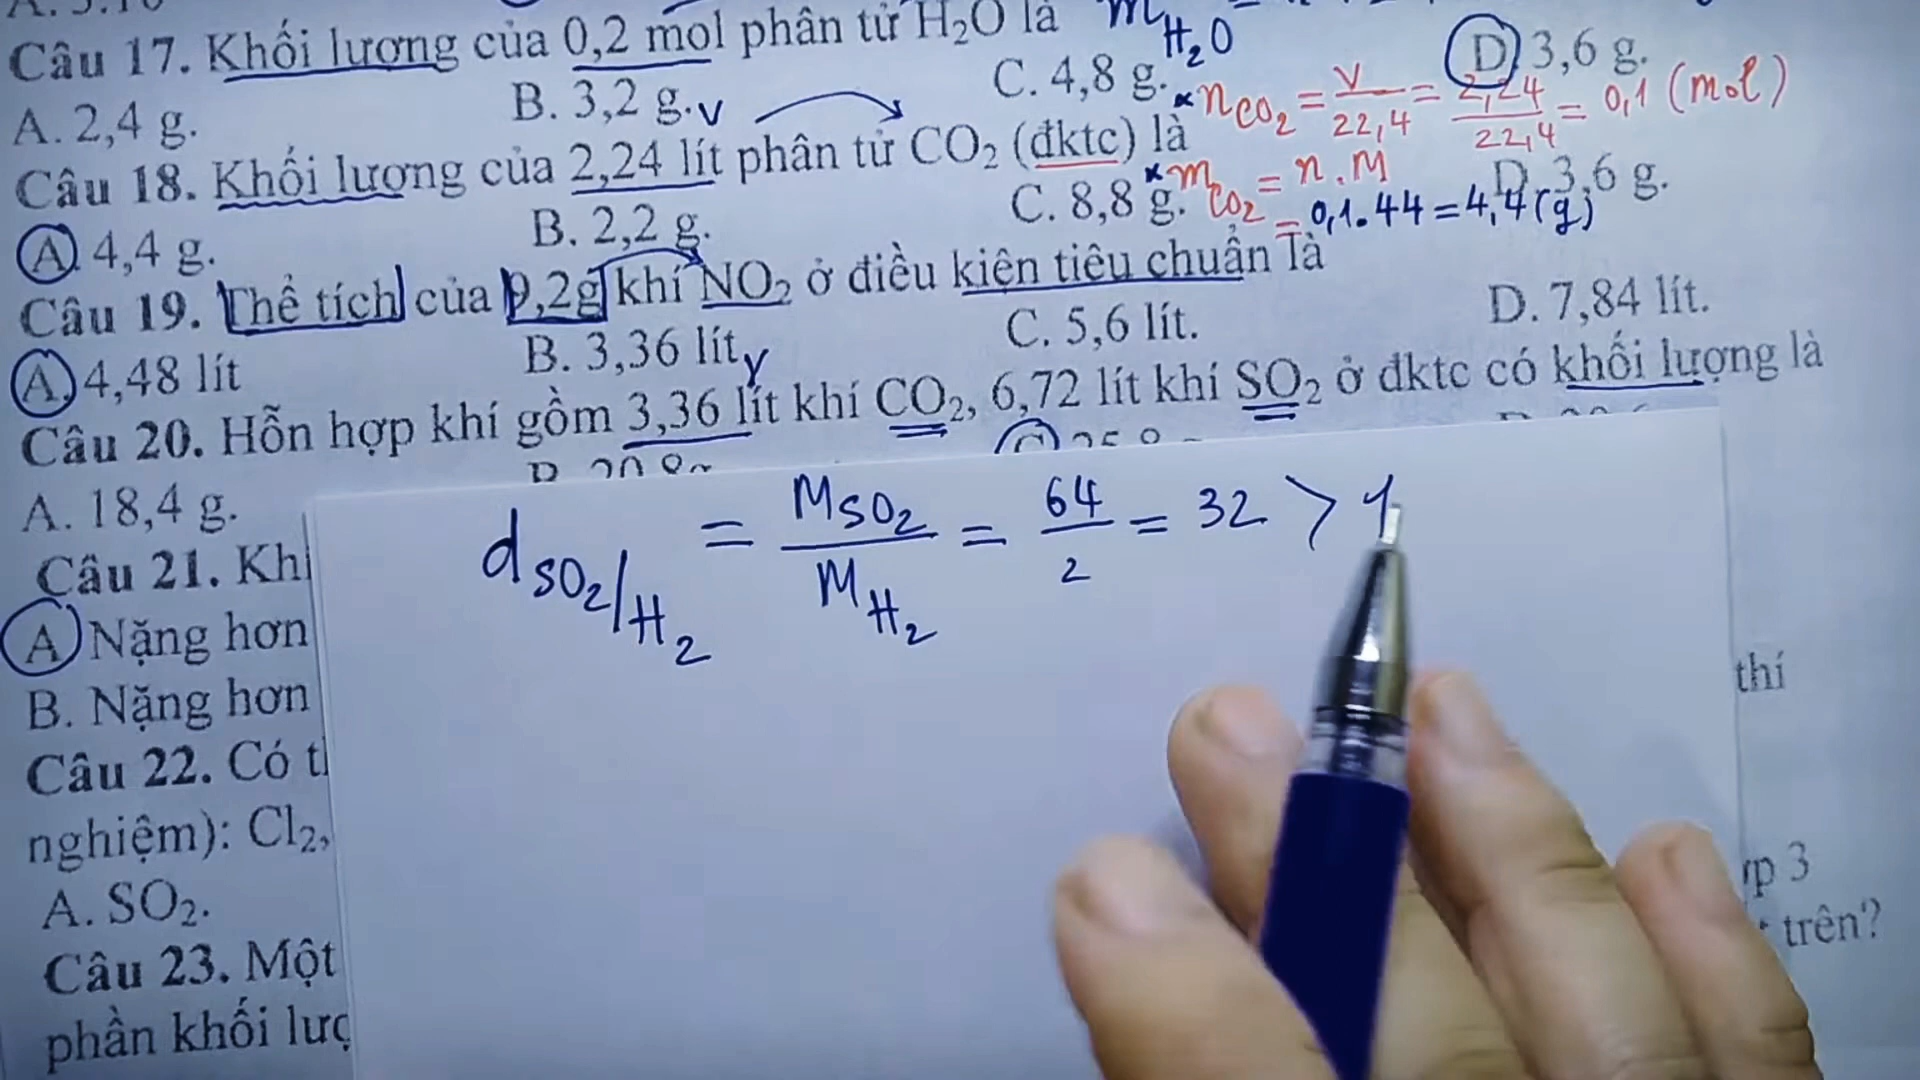 Câu 17. Khối lượng của 0,2 mol phân tử H₂O là m H₂O =
A. 2,4 g. B. 3,2 g. C. 4,8 g. D. 3,6 g.
* nCO₂ = V/22,4 = 2,24/22,4 = 0,1 (mol)
Câu 18. Khối lượng của 2,24 lít phân tử CO₂ (đktc) là
* mCO₂ = n.M
= 0,1.44 = 4,4 (g)
A. 4,4 g. B. 2,2 g. C. 8,8 g. D. 3,6 g.
Câu 19. Thể tích của 9,2g khí NO₂ ở điều kiện tiêu chuẩn là
A. 4,48 lít B. 3,36 lít C. 5,6 lít. D. 7,84 lít.
Câu 20. Hỗn hợp khí gồm 3,36 lít khí CO₂, 6,72 lít khí SO₂ ở đktc có khối lượng là
A. 18,4 g.
d SO₂/H₂ = MSO₂/MH₂ = 64/2 = 32 > 1
Câu 21.
A Nặng hơn
B. Nặng hơn
thí
Câu 22. Có
nghiệm): Cl₂,
3
A. SO₂.
trên?
Câu 23. Một
phần khối